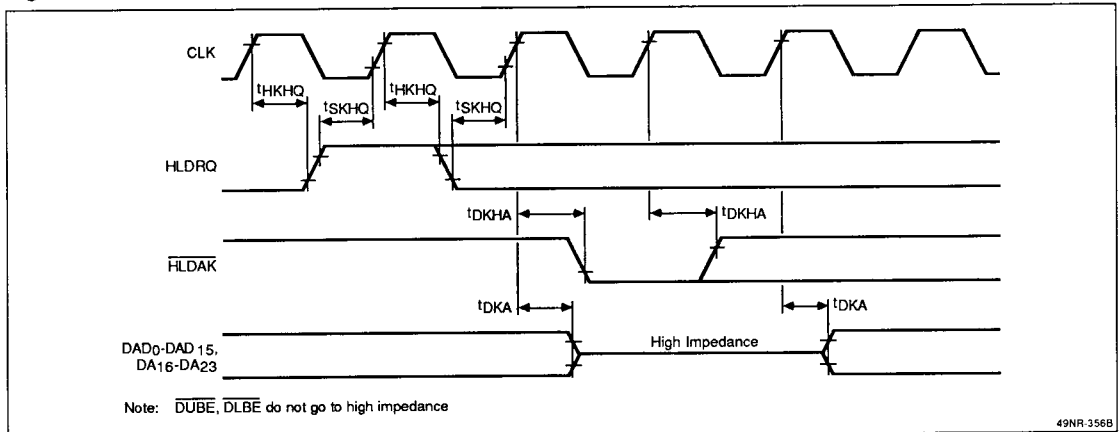 CLK
tHKHQ
tSKHQ
tHKHQ
tSKHQ
HLDRQ
tDKHA
tDKHA
HLDAK
tDKA
tDKA
DAD0-DAD15,
DA16-DA23
High Impedance
Note: DUBE, DLBE do not go to high impedance
49NR-356B